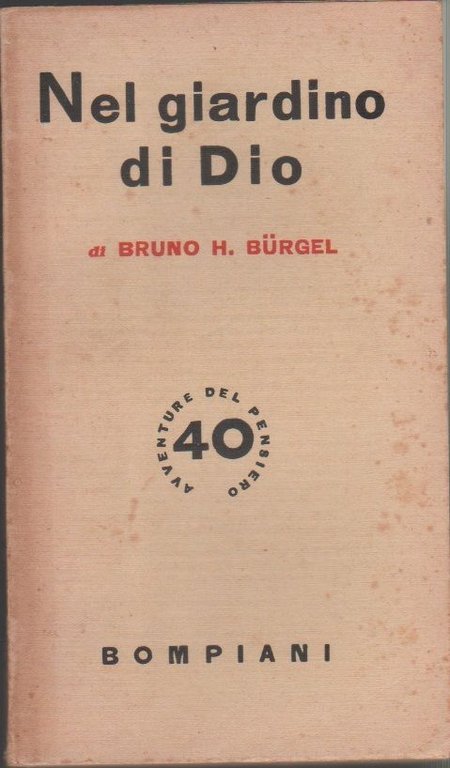 Nel giardino
di Dio
di BRUNO H. BÜRGEL
AVVENTURE DEL PENSIERO
40
BOMPIANI